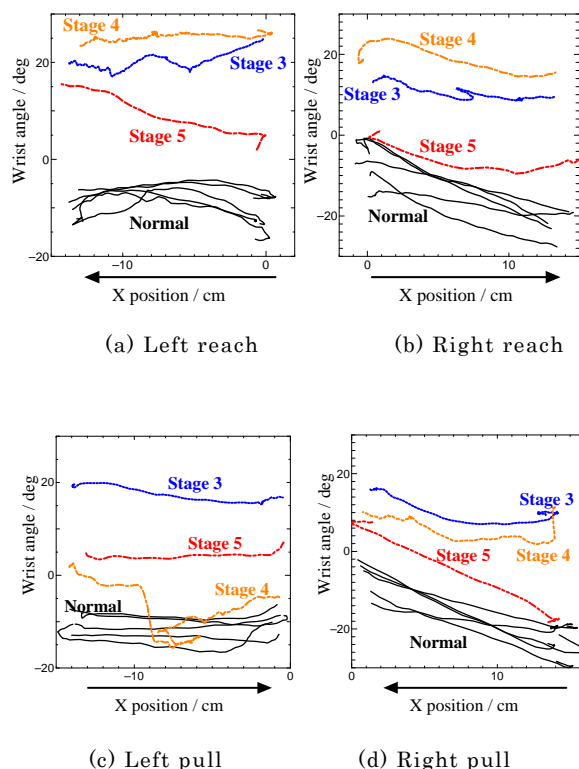 Wrist angle / deg
20
0
−20
Stage 4
Stage 3
Stage 5
Normal
−10
0
X position / cm
(a) Left reach
Wrist angle / deg
20
0
−20
Stage 4
Stage 3
Stage 5
Normal
0
10
X position / cm
(b) Right reach
Wrist angle / deg
20
0
−20
Stage 3
Stage 5
Stage 4
Normal
−10
0
X position / cm
(c) Left pull
Wrist angle / deg
20
0
−20
Stage 3
Stage 5
Stage 4
Normal
0
10
X position / cm
(d) Right pull